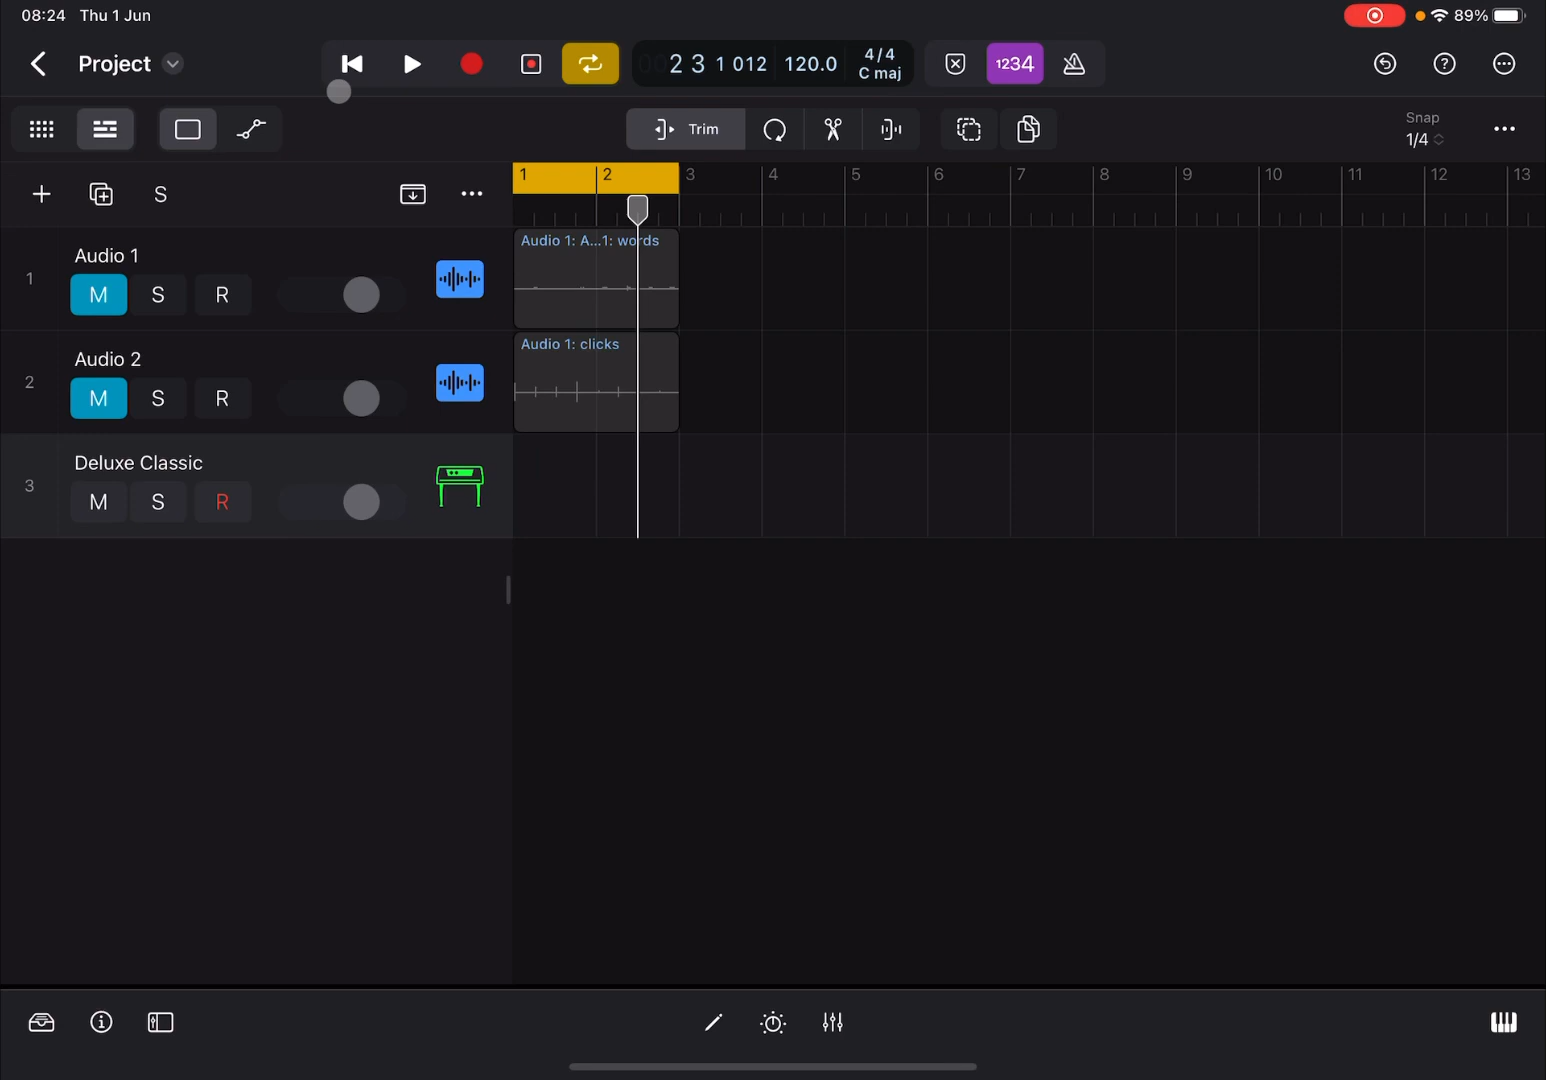 08:24 Thu 1 Jun
89%
Project
2 3 1 012 120.0 4/4 C maj
1234
Trim
Snap
1/4
S
1 2 3 4 5 6 7 8 9 10 11 12 13
1
Audio 1
M S R
Audio 1: A...1: words
2
Audio 2
M S R
Audio 1: clicks
3
Deluxe Classic
M S R